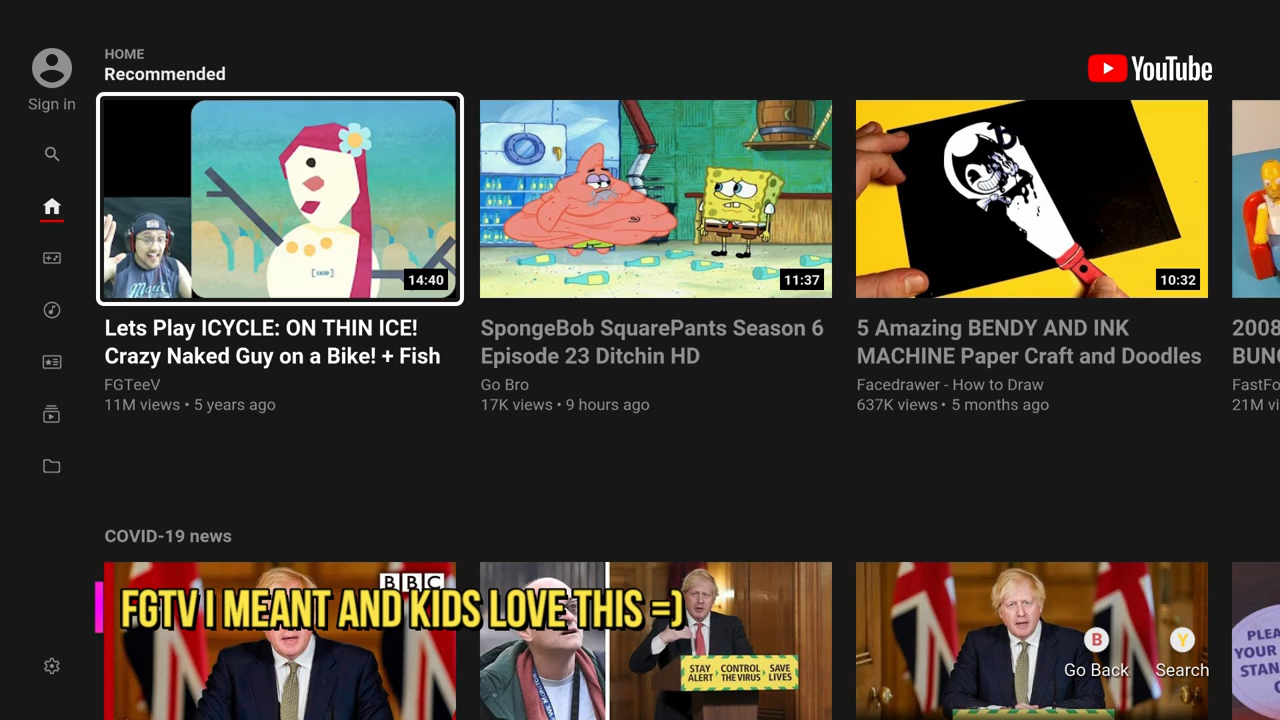 HOME
Recommended
YouTube
Sign in
14:40
11:37
10:32
Lets Play ICYCLE: ON THIN ICE!
Crazy Naked Guy on a Bike! + Fish
FGTeeV
11M views • 5 years ago
SpongeBob SquarePants Season 6
Episode 23 Ditchin HD
Go Bro
17K views • 9 hours ago
5 Amazing BENDY AND INK
MACHINE Paper Craft and Doodles
Facedrawer - How to Draw
637K views • 5 months ago
2008
BUN
FastFo
21M vi
COVID-19 news
BBC
FGTV I MEANT AND KIDS LOVE THIS =)
STAY ALERT
CONTROL THE VIRUS
SAVE LIVES
B
Go Back
Y
Search
PLEA
YOUR
STAN